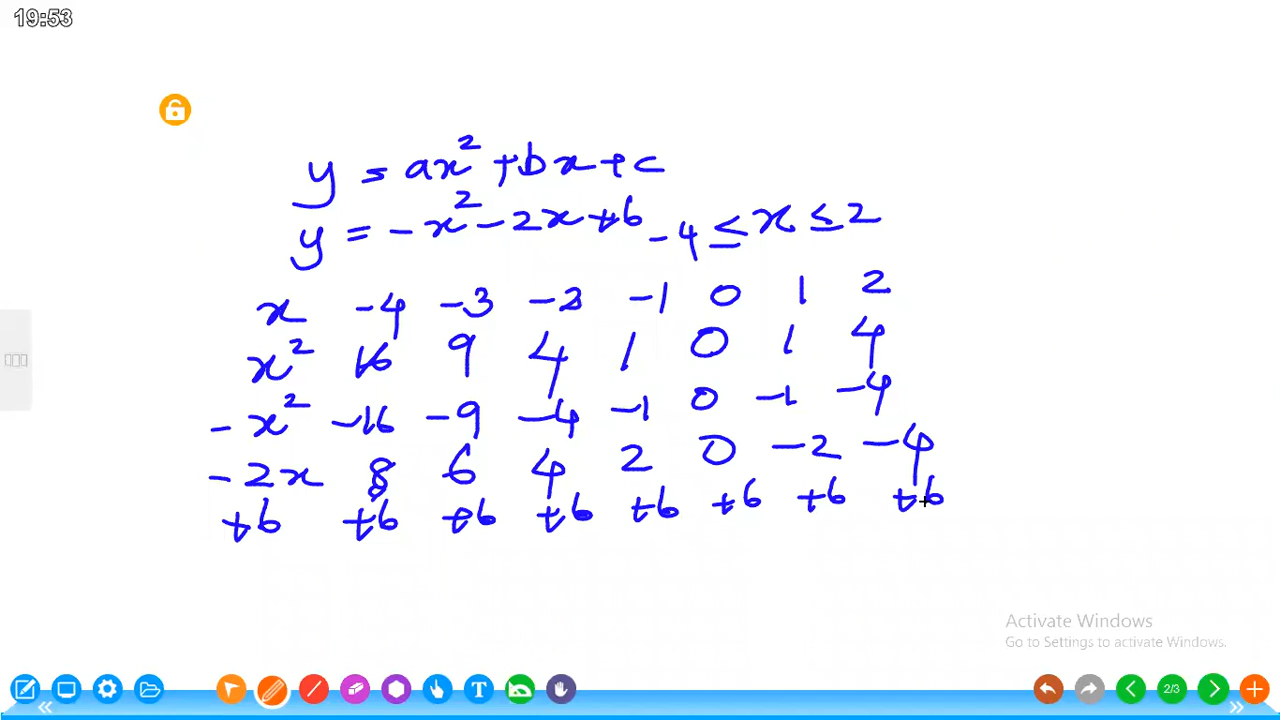 19:53
y = ax² + bx + c
y = -x² - 2x + 6 -4 ≤ x ≤ 2
x -4 -3 -2 -1 0 1 2
x² 16 9 4 1 0 1 4
-x² -16 -9 -4 -1 0 -1 -4
-2x 8 6 4 2 0 -2 -4
+6 +6 +6 +6 +6 +6 +6 +6
Activate Windows
Go to Settings to activate Windows.
2/3